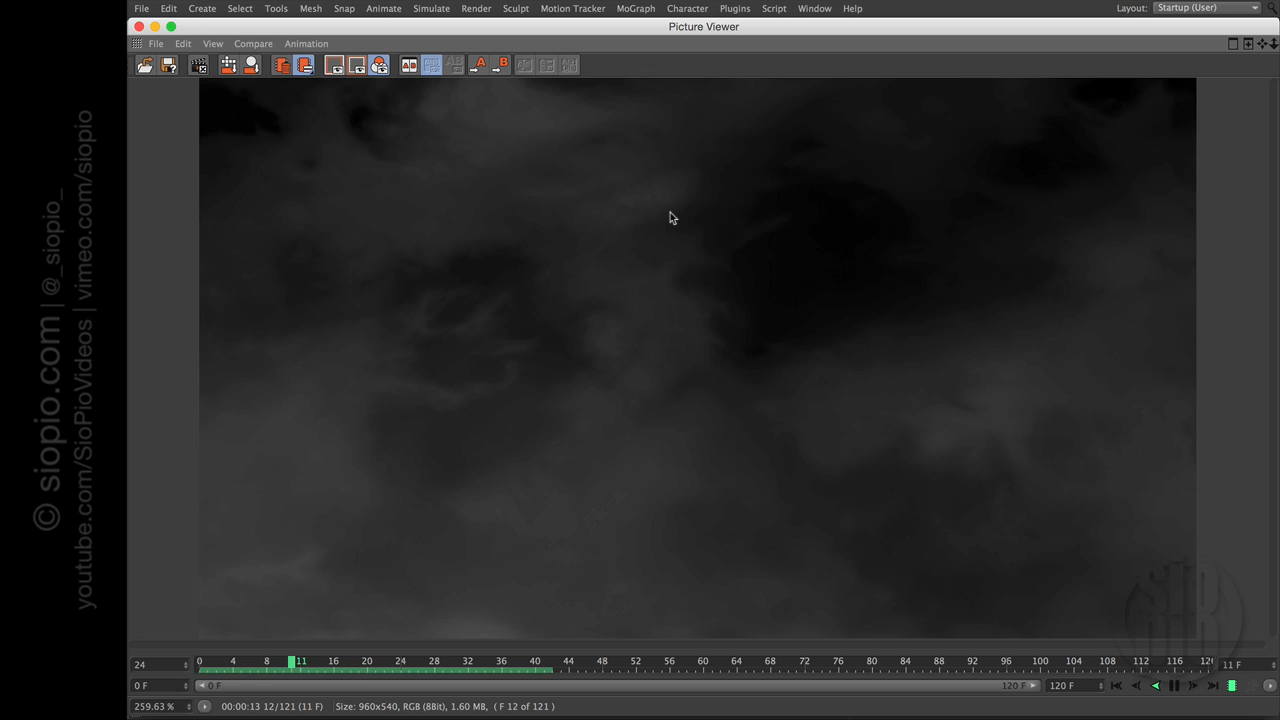 File Edit Create Select Tools Mesh Snap Animate Simulate Render Sculpt Motion Tracker MoGraph Character Plugins Script Window Help Layout: Startup (User)
Picture Viewer
File Edit View Compare Animation
A B
© siopio.com | @_siopio_
youtube.com/SioPioVideos | vimeo.com/siopio
24 0 4 8 11 16 20 24 28 32 36 40 44 48 52 56 60 64 68 72 76 80 84 88 92 96 100 104 108 112 116 11 F
0 F 0 F 120 F 120 F
259.63 % 00:00:13 12/121 (11 F) Size: 960x540, RGB (8Bit), 1.60 MB, ( F 12 of 121 )